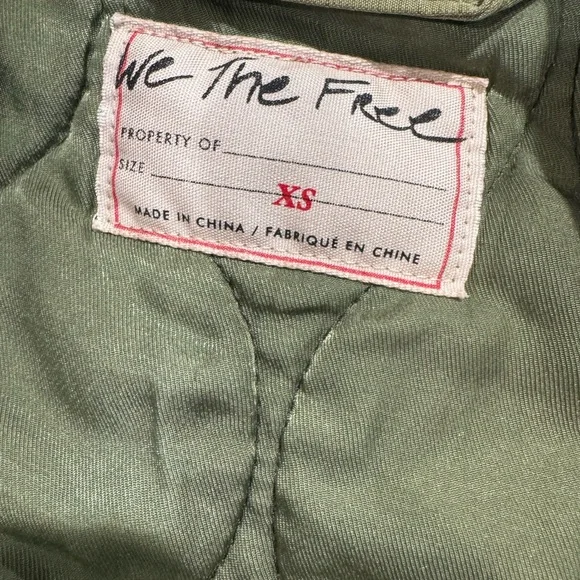 We The Free
PROPERTY OF
SIZE XS
MADE IN CHINA / FABRIQUÉ EN CHINE